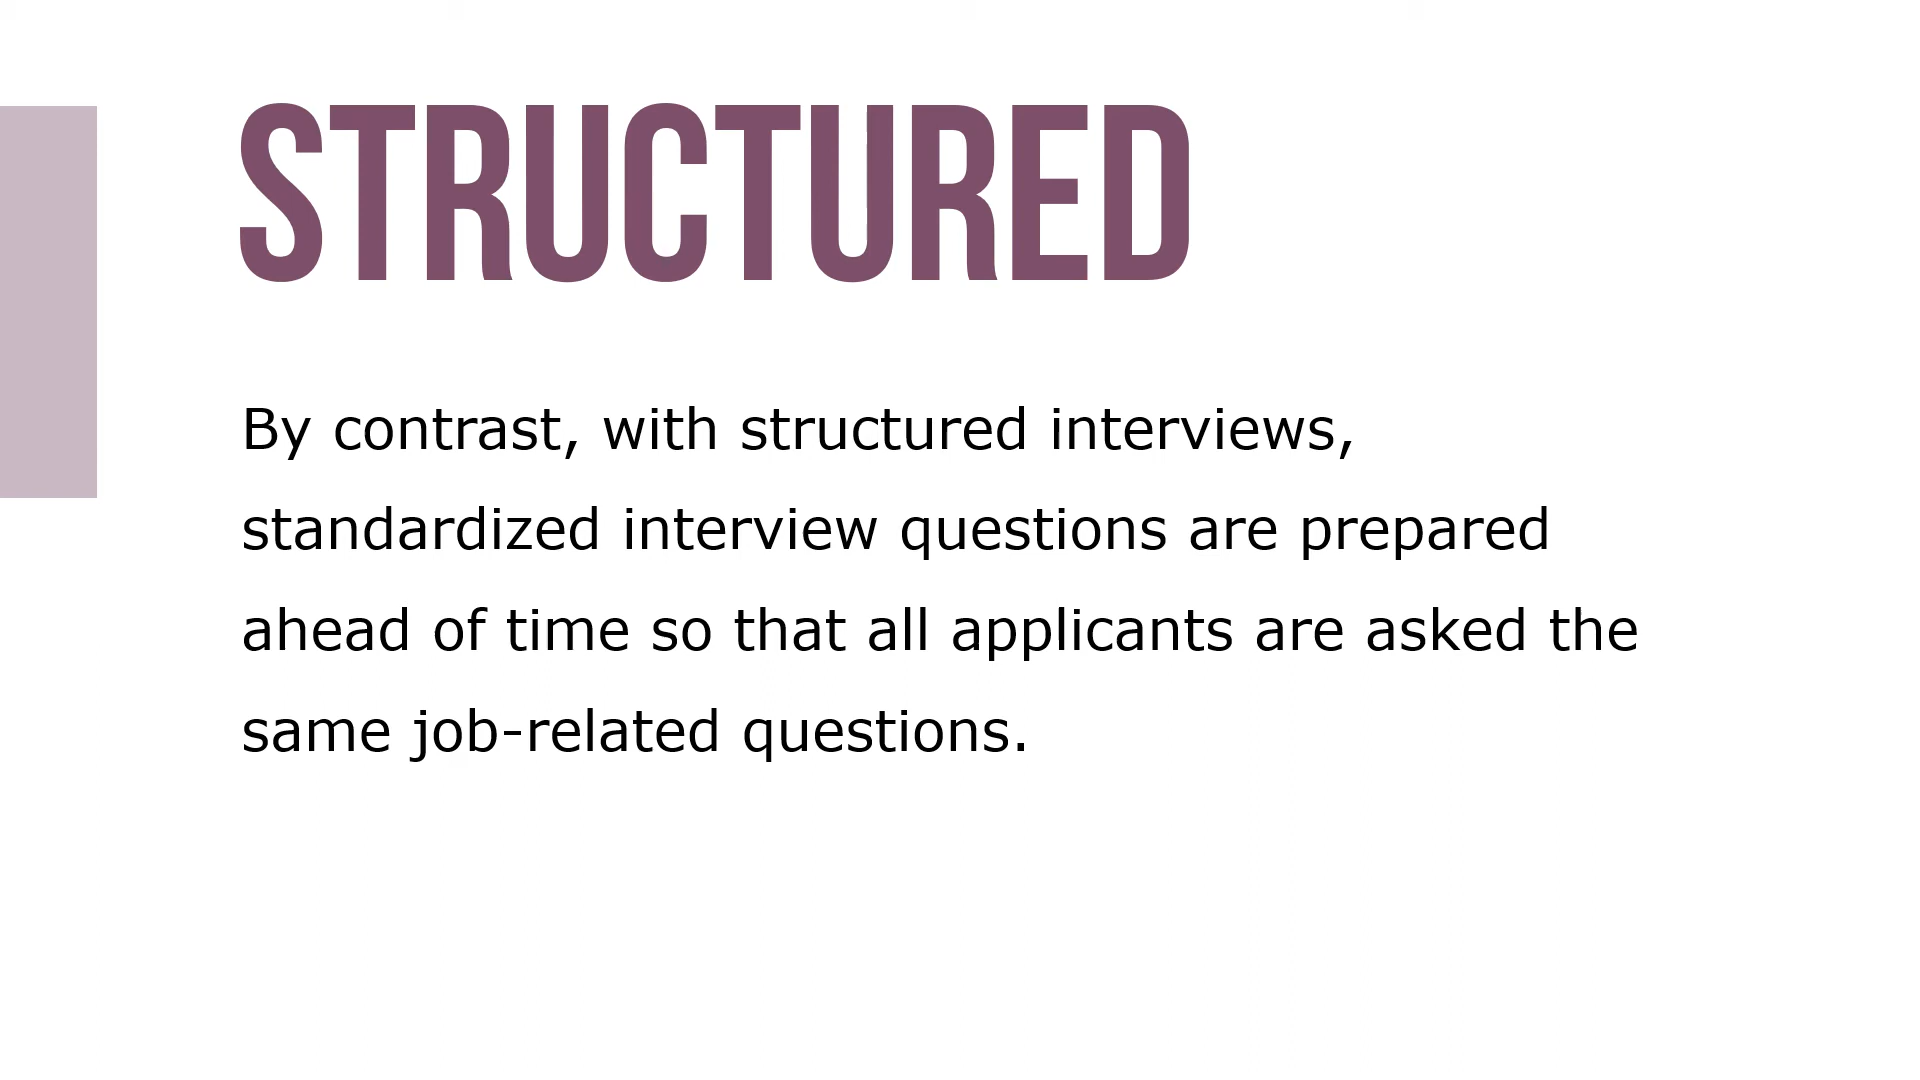 STRUCTURED
By contrast, with structured interviews,
standardized interview questions are prepared
ahead of time so that all applicants are asked the
same job-related questions.